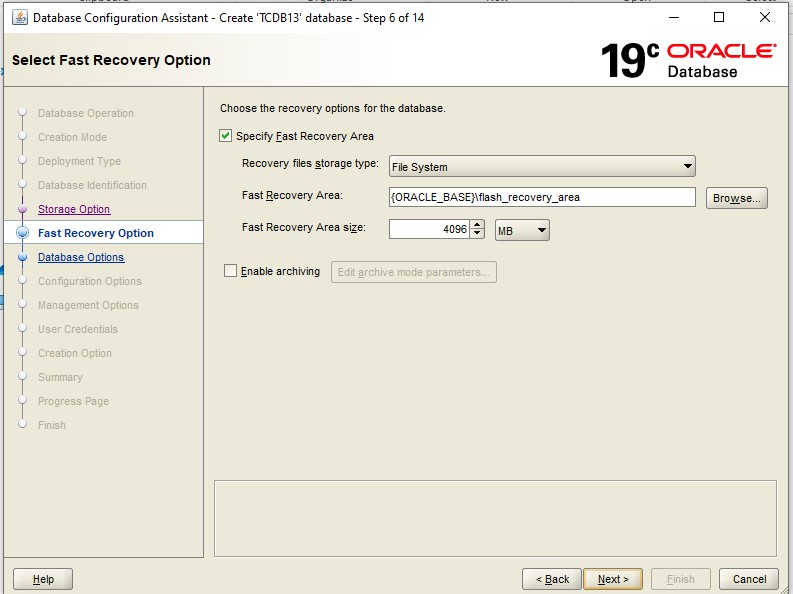 Database Configuration Assistant - Create 'TCDB13' database - Step 6 of 14
Select Fast Recovery Option
19c ORACLE
Database
Database Operation
Creation Mode
Deployment Type
Database Identification
Storage Option
Fast Recovery Option
Database Options
Configuration Options
Management Options
User Credentials
Creation Option
Summary
Progress Page
Finish
Choose the recovery options for the database.
Specify Fast Recovery Area
Recovery files storage type: File System
Fast Recovery Area: {ORACLE_BASE}\flash_recovery_area Browse...
Fast Recovery Area size: 4096 MB
Enable archiving Edit archive mode parameters...
Help < Back Next > Finish Cancel